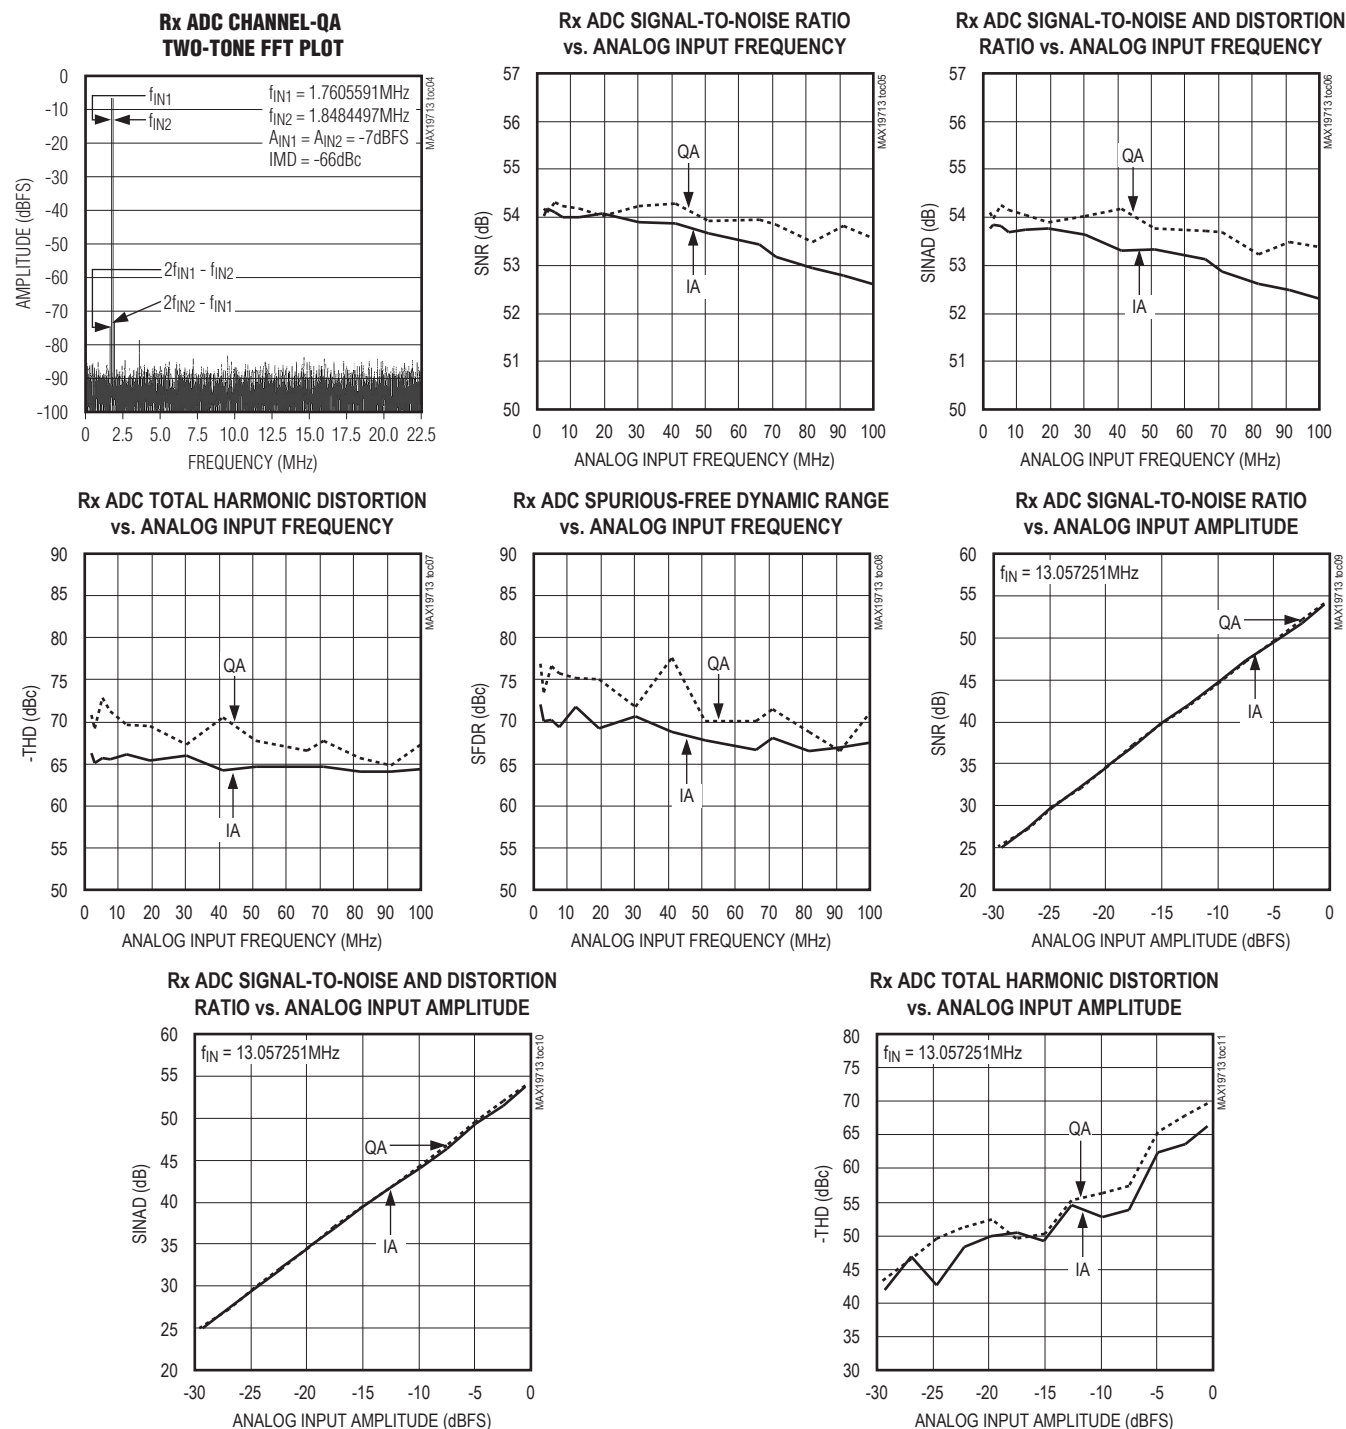 Rx ADC CHANNEL-QA
TWO-TONE FFT PLOT
MAX19713 toc04
0
-10
-20
-30
-40
-50
-60
-70
-80
-90
-100
AMPLITUDE (dBFS)
fIN1
fIN2
fIN1 = 1.7605591MHz
fIN2 = 1.8484497MHz
AIN1 = AIN2 = -7dBFS
IMD = -66dBc
2fIN1 - fIN2
2fIN2 - fIN1
0 2.5 5.0 7.5 10.0 12.5 15.0 17.5 20.0 22.5
FREQUENCY (MHz)
Rx ADC SIGNAL-TO-NOISE RATIO
vs. ANALOG INPUT FREQUENCY
MAX19713 toc05
57
56
55
54
53
52
51
50
SNR (dB)
QA
IA
0 10 20 30 40 50 60 70 80 90 100
ANALOG INPUT FREQUENCY (MHz)
Rx ADC SIGNAL-TO-NOISE AND DISTORTION
RATIO vs. ANALOG INPUT FREQUENCY
MAX19713 toc06
57
56
55
54
53
52
51
50
SINAD (dB)
QA
IA
0 10 20 30 40 50 60 70 80 90 100
ANALOG INPUT FREQUENCY (MHz)
Rx ADC TOTAL HARMONIC DISTORTION
vs. ANALOG INPUT FREQUENCY
MAX19713 toc07
90
85
80
75
70
65
60
55
50
-THD (dBc)
QA
IA
0 10 20 30 40 50 60 70 80 90 100
ANALOG INPUT FREQUENCY (MHz)
Rx ADC SPURIOUS-FREE DYNAMIC RANGE
vs. ANALOG INPUT FREQUENCY
MAX19713 toc08
90
85
80
75
70
65
60
55
50
SFDR (dBc)
QA
IA
0 10 20 30 40 50 60 70 80 90 100
ANALOG INPUT FREQUENCY (MHz)
Rx ADC SIGNAL-TO-NOISE RATIO
vs. ANALOG INPUT AMPLITUDE
MAX19713 toc09
60
55
50
45
40
35
30
25
20
SNR (dB)
fIN = 13.057251MHz
QA
IA
-30 -25 -20 -15 -10 -5 0
ANALOG INPUT AMPLITUDE (dBFS)
Rx ADC SIGNAL-TO-NOISE AND DISTORTION
RATIO vs. ANALOG INPUT AMPLITUDE
MAX19713 toc10
60
55
50
45
40
35
30
25
20
SINAD (dB)
fIN = 13.057251MHz
QA
IA
-30 -25 -20 -15 -10 -5 0
ANALOG INPUT AMPLITUDE (dBFS)
Rx ADC TOTAL HARMONIC DISTORTION
vs. ANALOG INPUT AMPLITUDE
MAX19713 toc11
80
75
70
65
60
55
50
45
40
35
30
-THD (dBc)
fIN = 13.057251MHz
QA
IA
-30 -25 -20 -15 -10 -5 0
ANALOG INPUT AMPLITUDE (dBFS)